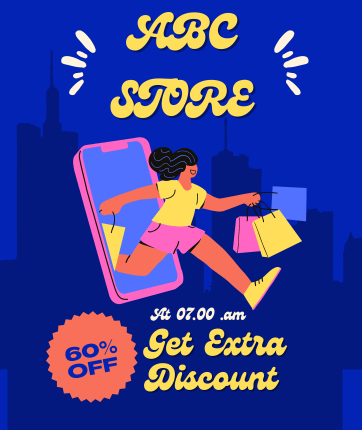 ABC
STORE
At 07.00 .am
Get Extra
Discount
60%
OFF